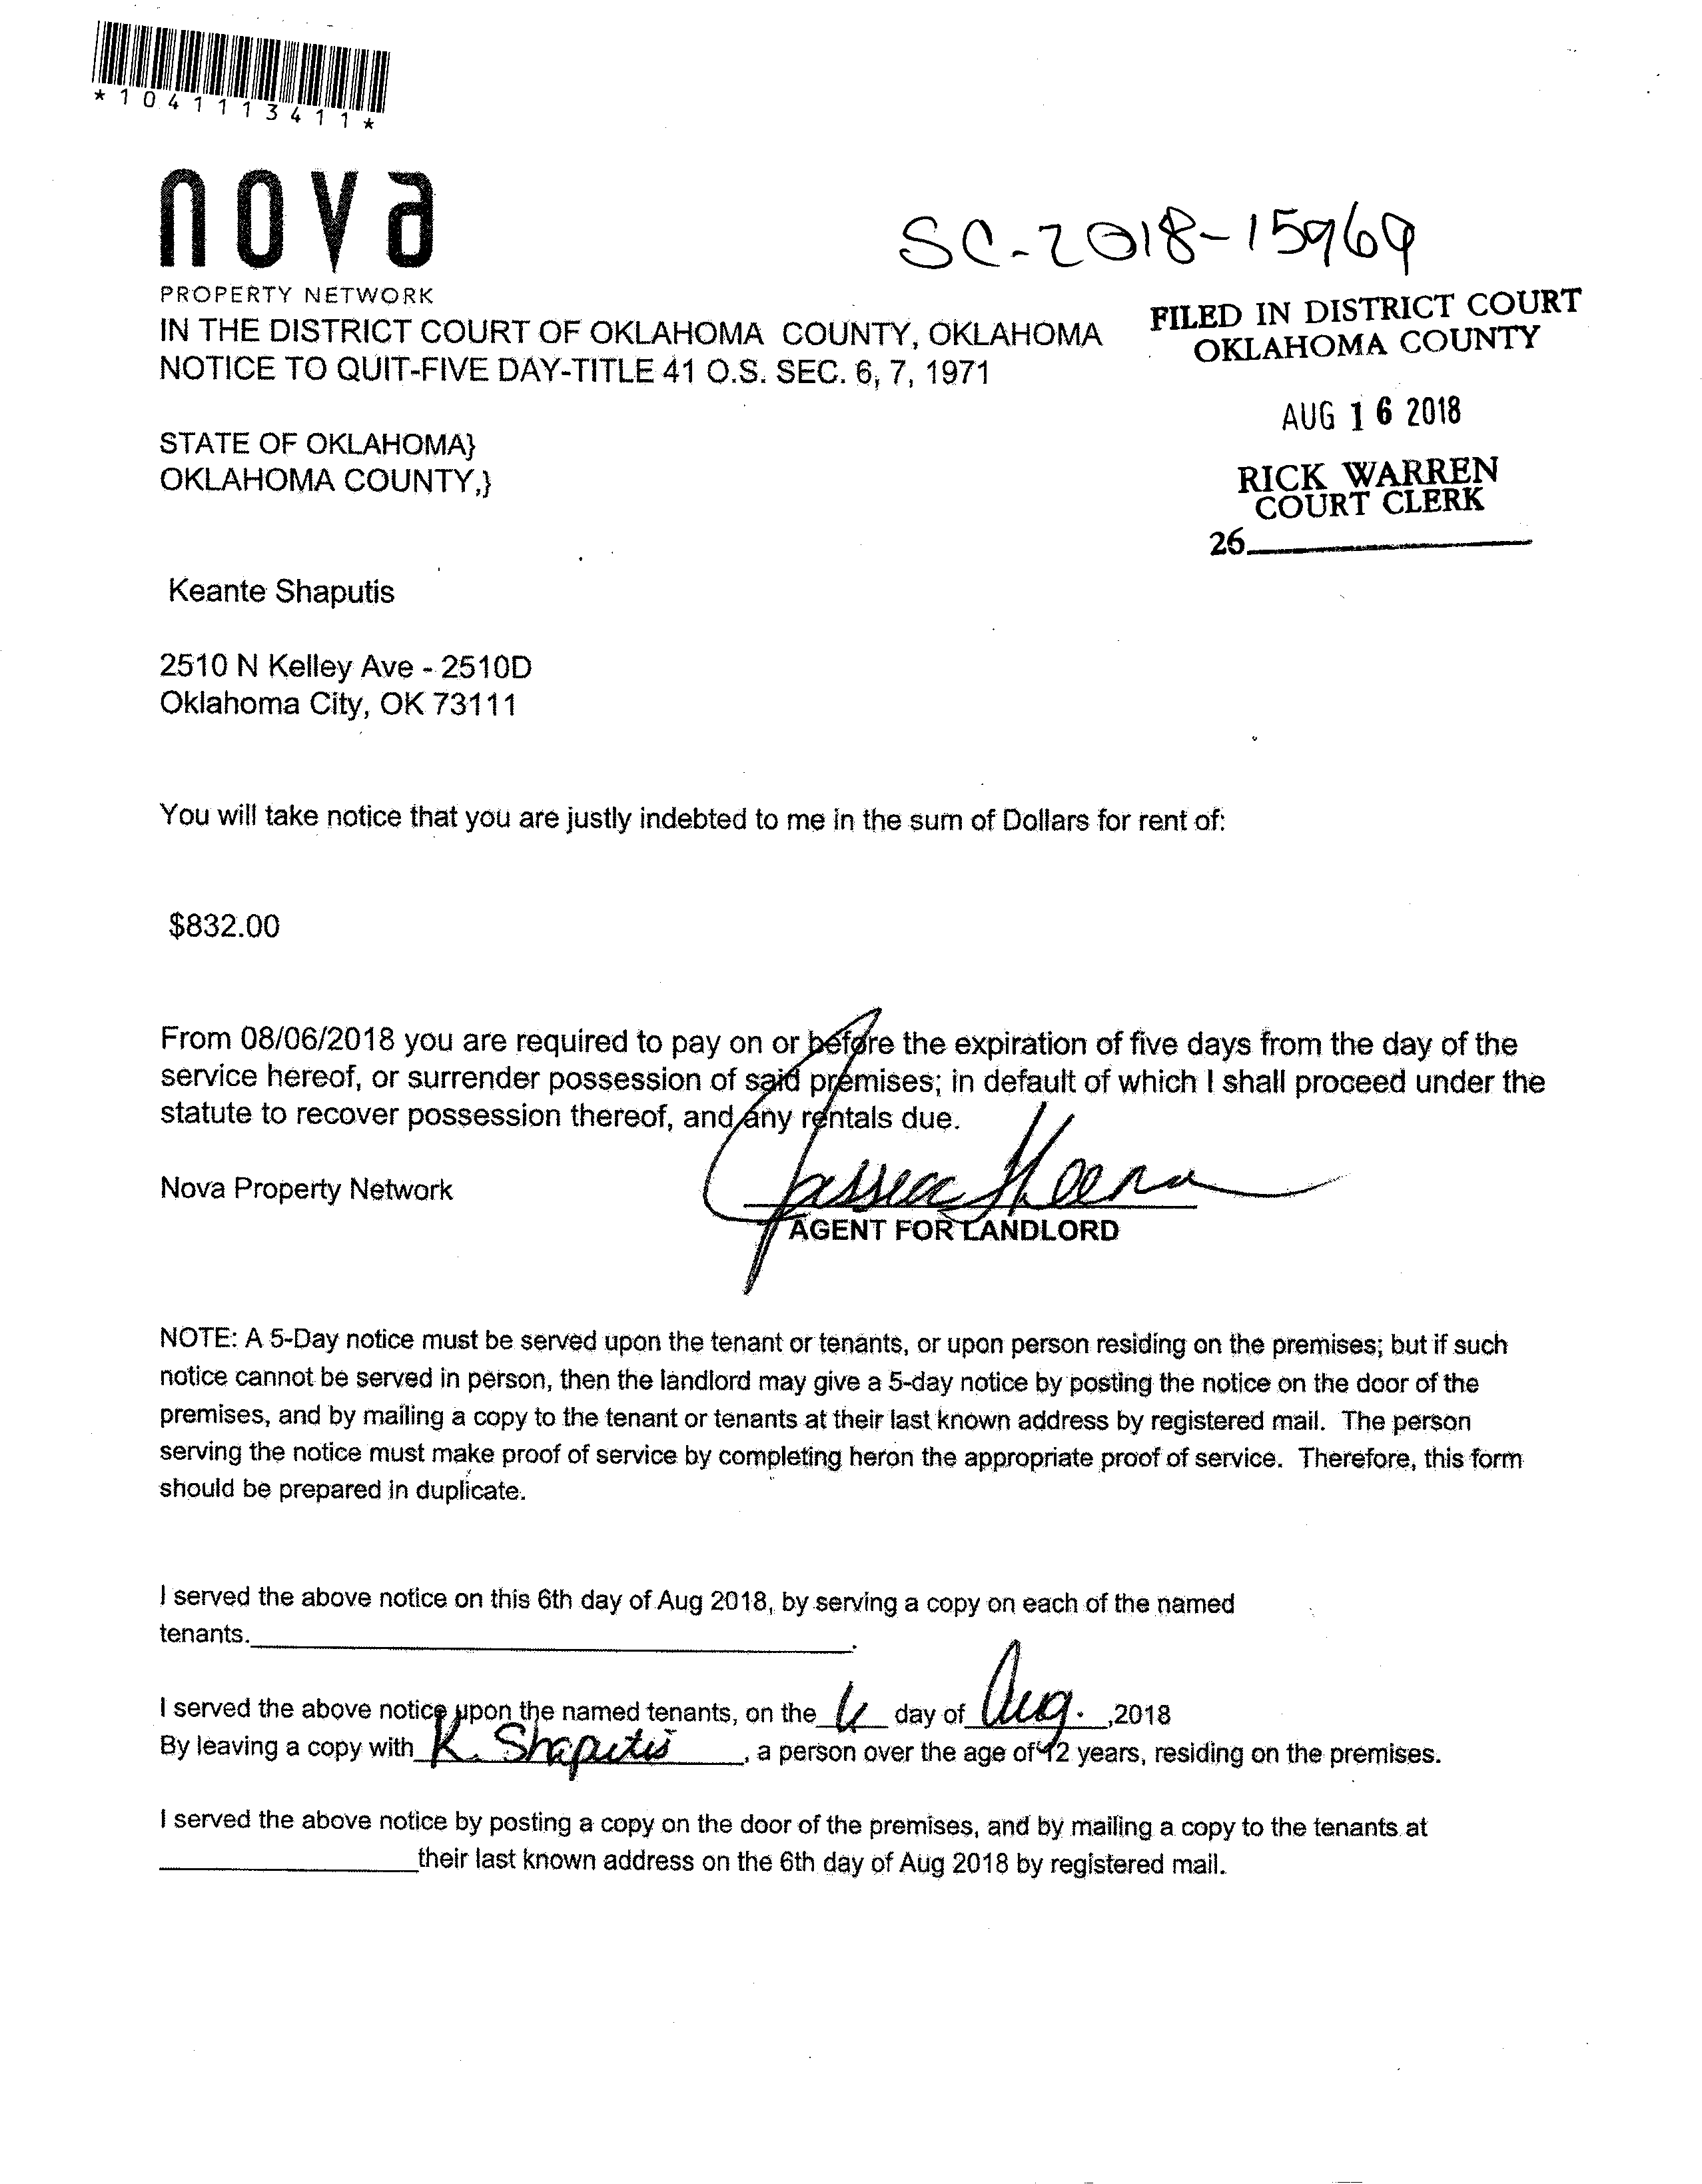 *1041113411*
nova
PROPERTY NETWORK
SC-2018-15969
IN THE DISTRICT COURT OF OKLAHOMA COUNTY, OKLAHOMA
NOTICE TO QUIT-FIVE DAY-TITLE 41 O.S. SEC. 6, 7, 1971
FILED IN DISTRICT COURT
OKLAHOMA COUNTY
AUG 16 2018
RICK WARREN
COURT CLERK
26
STATE OF OKLAHOMA}
OKLAHOMA COUNTY,}
Keante Shaputis
2510 N Kelley Ave - 2510D
Oklahoma City, OK 73111
You will take notice that you are justly indebted to me in the sum of Dollars for rent of:
$832.00
From 08/06/2018 you are required to pay on or before the expiration of five days from the day of the
service hereof, or surrender possession of said premises; in default of which I shall proceed under the
statute to recover possession thereof, and any rentals due.
Nova Property Network
AGENT FOR LANDLORD
NOTE: A 5-Day notice must be served upon the tenant or tenants, or upon person residing on the premises; but if such
notice cannot be served in person, then the landlord may give a 5-day notice by posting the notice on the door of the
premises, and by mailing a copy to the tenant or tenants at their last known address by registered mail. The person
serving the notice must make proof of service by completing heron the appropriate proof of service. Therefore, this form
should be prepared in duplicate.
I served the above notice on this 6th day of Aug 2018, by serving a copy on each of the named
tenants.
I served the above notice upon the named tenants, on the 6 day of Aug. ,2018
By leaving a copy with K. Shaputis, a person over the age of 12 years, residing on the premises.
I served the above notice by posting a copy on the door of the premises, and by mailing a copy to the tenants at
their last known address on the 6th day of Aug 2018 by registered mail.